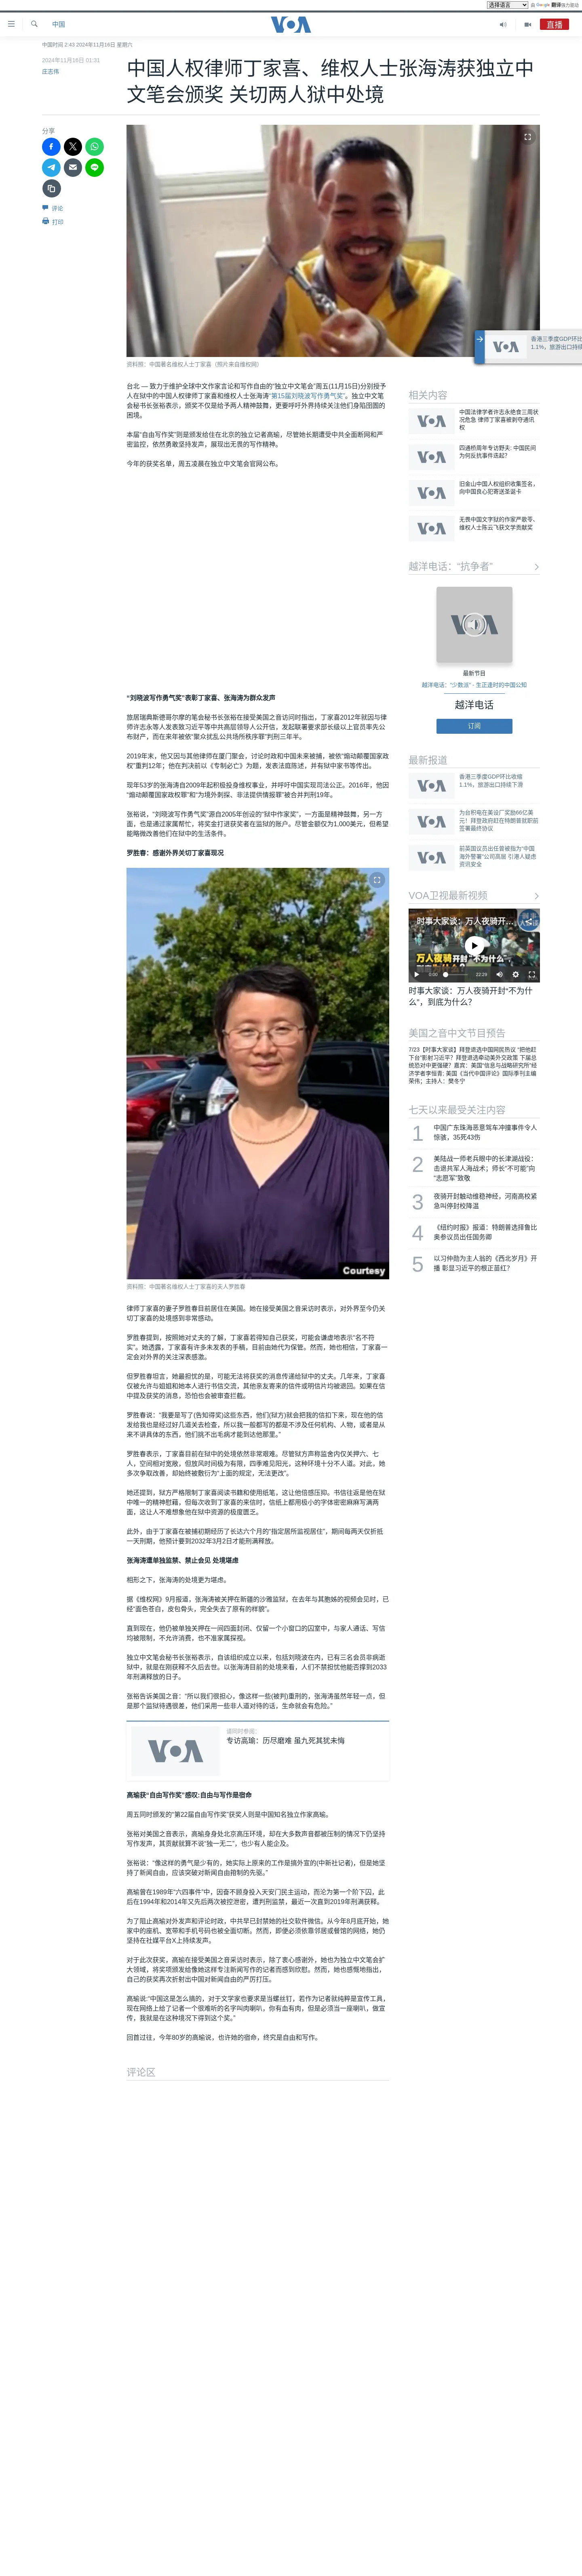 选择语言
由 Google 翻译强力驱动
中国
VOA
直播
中国时间 2:43 2024年11月16日 星期六
2024年11月16日 01:31
庄志伟
中国人权律师丁家喜、维权人士张海涛获独立中
文笔会颁奖 关切两人狱中处境
分享
评论
打印
资料照：中国著名维权人士丁家喜（照片来自维权网）
香港三季度GDP环比
1.1%，旅游出口持续
台北 — 致力于维护全球中文作家言论和写作自由的“独立中文笔会”周五(11月15日)分别授予
人在狱中的中国人权律师丁家喜和维权人士张海涛“第15届刘晓波写作勇气奖”。独立中文笔
会秘书长张裕表示，颁奖不仅是给予两人精神鼓舞，更要呼吁外界持续关注他们身陷囹圄的
困境。
本届“自由写作奖”则是颁发给住在北京的独立记者高瑜，尽管她长期遭受中共全面断网和严
密监控，依然勇敢坚持发声，展现出无畏的写作精神。
今年的获奖名单，周五凌晨在独立中文笔会官网公布。
“刘晓波写作勇气奖”表彰丁家喜、张海涛为群众发声
旅居瑞典斯德哥尔摩的笔会秘书长张裕在接受美国之音访问时指出，丁家喜2012年就因与律
师许志永等人发表致习近平等中共高层领导人公开信，发起联署要求部长级以上官员率先公
布财产，而在来年被依“聚众扰乱公共场所秩序罪”判刑三年半。
2019年末，他又因与其他律师在厦门聚会，讨论时政和中国未来被捕，被依“煽动颠覆国家政
权”重判12年；他在判决前以《专制必亡》为题，发表法庭陈述，并有狱中家书等传出。
现年53岁的张海涛自2009年起积极投身维权事业，并呼吁中国实现司法公正。2016年，他因
“煽动颠覆国家政权罪”和“为境外刺探、非法提供情报罪”被合并判刑19年。
张裕说，“刘晓波写作勇气奖”源自2005年创设的“狱中作家奖”，一方面是精神鼓舞，另一方
面，也是通过家属帮忙，将奖金打进获奖者在监狱的账户。尽管金额仅为1,000美元，但希望
能略微改善他们在狱中的生活条件。
罗胜春：感谢外界关切丁家喜现况
Courtesy
资料照：中国著名维权人士丁家喜的夫人罗胜春
律师丁家喜的妻子罗胜春目前居住在美国。她在接受美国之音采访时表示，对外界至今仍关
切丁家喜的处境感到非常感动。
罗胜春提到，按照她对丈夫的了解，丁家喜若得知自己获奖，可能会谦虚地表示“名不符
实”。她透露，丁家喜有许多未发表的手稿，目前由她代为保管。然而，她也相信，丁家喜一
定会对外界的关注深表感激。
但罗胜春坦言，她最担忧的是，可能无法将获奖的消息传递给狱中的丈夫。几年来，丁家喜
仅被允许与姐姐和她本人进行书信交流，其他亲友寄来的信件或明信片均被退回。如果在信
中提及获奖的消息，恐怕也会被审查拦截。
罗胜春说：“我要是写了(告知得奖)这些东西，他们(狱方)就会把我的信扣下来，现在他的信
发给我也是经过好几道关去检查，所以我一般都写的都是不涉及任何机构、人物，或者是从
来不讲具体的东西，他们挑不出毛病才能到达他那里。”
罗胜春表示，丁家喜目前在狱中的处境依然非常艰难。尽管狱方声称监舍内仅关押六、七
人，空间相对宽敞，但放风时间极为有限，四季难见阳光，这种环境十分不人道。对此，她
多次争取改善，却始终被敷衍为“上面的规定，无法更改”。
她还提到，狱方严格限制丁家喜阅读书籍和使用纸笔，这让他倍感压抑。书信往返是他在狱
中唯一的精神慰藉，但每次收到丁家喜的来信时，信纸上都用极小的字体密密麻麻写满两
面，这让人不难想象他在狱中资源的极度匮乏。
此外，由于丁家喜在被捕初期经历了长达六个月的“指定居所监视居住”，期间每两天仅折抵
一天刑期，他预计要到2032年3月2日才能刑满释放。
张海涛遭单独监禁、禁止会见 处境堪虑
相形之下，张海涛的处境更为堪虑。
据《维权网》9月报道，张海涛被关押在新疆的沙雅监狱，在去年与其胞姊的视频会见时，已
经“面色苍白，皮包骨头，完全失去了原有的样貌”。
直到现在，他仍被单独关押在一间四面封闭、仅留一个小窗口的囚室中，与家人通话、写信
均被限制，不允许消费，也不准家属探视。
独立中文笔会秘书长张裕表示，自该组织成立以来，包括刘晓波在内，已有三名会员非病逝
狱中，就是在刚获释不久后去世。以张海涛目前的处境来看，人们不禁担忧他能否撑到2033
年刑满释放的日子。
张裕告诉美国之音：“所以我们很担心，像这样一些(被判)重刑的，张海涛虽然年轻一点，但
是那个监狱待遇很差，他们采用一些非人道对待的话，生命就会有危险。”
请同时参阅:
专访高瑜：历尽磨难 虽九死其犹未悔
高瑜获“自由写作奖”感叹:自由与写作是宿命
周五同时颁发的“第22届自由写作奖”获奖人则是中国知名独立作家高瑜。
张裕对美国之音表示，高瑜身身处北京高压环境，却在大多数声音都被压制的情况下仍坚持
写作发声，其贡献就算不说“独一无二”，也少有人能企及。
张裕说：“像这样的勇气是少有的，她实际上原来的工作是搞外宣的(中新社记者)，但是她坚
持了新闻自由，应该突破对新闻自由箝制的先驱。”
高瑜曾在1989年“六四事件”中，因奋不顾身投入天安门民主运动，而沦为第一个阶下囚，此
后在1994年和2014年又先后两次被控泄密，遭判刑监禁，最近一次直到2019年刑满获释。
为了阻止高瑜对外发声和评论时政，中共早已封禁她的社交软件微信。从今年8月底开始，她
家中的座机、宽带和手机号码也被全面切断。然而，即便必须依靠邻居或餐馆的网络，她仍
坚持在社媒平台X上持续发声。
对于此次获奖，高瑜在接受美国之音采访时表示，除了衷心感谢外，她也为独立中文笔会扩
大领域，将奖项颁发给像她这样专注新闻写作的记者而感到欣慰。然而，她也感慨地指出，
自己的获奖再次折射出中国对新闻自由的严厉打压。
高瑜说:“中国这是怎么搞的，对于文学家也要求是当螺丝钉，若作为记者就纯粹是宣传工具，
现在网络上给了记者一个很难听的名字叫肉喇叭，你有血有肉，但是必须当一座喇叭，做宣
传，我就是在这种境况下得到这个奖。”
回首过往，今年80岁的高瑜说，也许她的宿命，终究是自由和写作。
评论区
相关内容
中国法律学者许志永绝食三周状
况危急 律师丁家喜被剥夺通讯
权
四通桥周年专访野夫: 中国民间
为何反抗事件迭起?
旧金山中国人权组织收集签名，
向中国良心犯寄送圣诞卡
无畏中国文字狱的作家严敢苓、
维权人士陈云飞获文学贡献奖
越洋电话：“抗争者”
最新节目
越洋电话：“少数派” - 生正逢时的中国公知
越洋电话
订阅
最新报道
香港三季度GDP环比收缩
1.1%，旅游出口持续下滑
为台积电在美设厂奖励66亿美
元！拜登政府赶在特朗普就职前
签署最终协议
前英国议员出任曾被指为“中国
海外警署”公司高层 引港人疑虑
资讯安全
VOA卫视最新视频
时事大家谈：万人夜骑开...
万人夜骑开封“不为什么”，
0:00
22:29
时事大家谈：万人夜骑开封“不为什
么”，到底为什么？
美国之音中文节目预告
7/23【时事大家谈】拜登退选中国网民热议 “把他赶
下台”影射习近平？拜登退选牵动美外交政策 下届总
统恐对中更强硬? 嘉宾：美国“信息与战略研究所”经
济学者李恒青; 美国《当代中国评论》国际季刊主编
荣伟；主持人：樊冬宁
七天以来最受关注内容
1
中国广东珠海恶意驾车冲撞事件令人
惊骇，35死43伤
2
美陆战一师老兵眼中的长津湖战役:
击退共军人海战术；师长“不可能”向
“志愿军”致敬
3
夜骑开封触动维稳神经，河南高校紧
急叫停封校降温
4
《纽约时报》报道：特朗普选择鲁比
奥参议员出任国务卿
5
以习仲勋为主人翁的《西北岁月》开
播 彰显习近平的根正苗红？